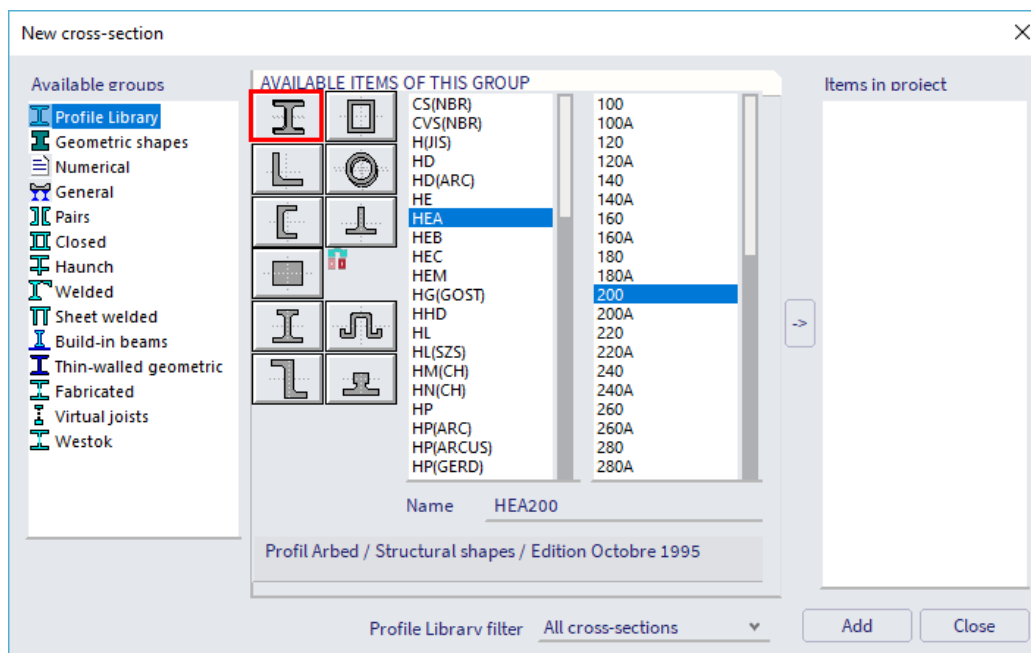 New cross-section
Available groups
Profile Library
Geometric shapes
Numerical
General
Pairs
Closed
Haunch
Welded
Sheet welded
Build-in beams
Thin-walled geometric
Fabricated
Virtual joists
Westok
AVAILABLE ITEMS OF THIS GROUP
CS(NBR)
CVS(NBR)
H(JIS)
HD
HD(ARC)
HE
HEA
HEB
HEC
HEM
HG(GOST)
HHD
HL
HL(SZS)
HM(CH)
HN(CH)
HP
HP(ARC)
HP(ARCUS)
HP(GERD)
100
100A
120
120A
140
140A
160
160A
180
180A
200
200A
220
220A
240
240A
260
260A
280
280A
Name HEA200
Profil Arbed / Structural shapes / Edition Octobre 1995
Items in project
->
Profile Library filter All cross-sections
Add
Close